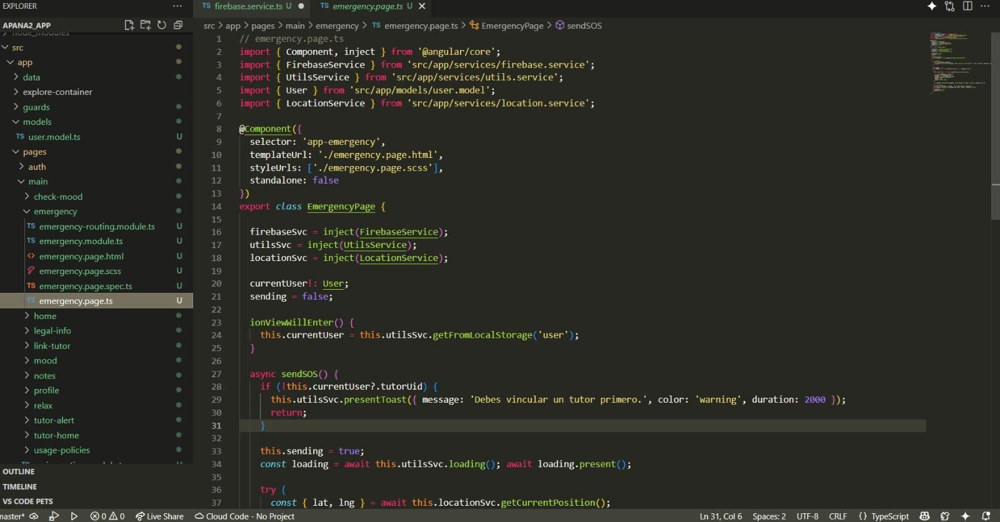 EXPLORER ···
TS firebase.service.ts U ●
TS emergency.page.ts U ×
APANA2_APP
src > app > pages > main > emergency > TS emergency.page.ts > EmergencyPage > sendSOS
node_modules
src
app
data
explore-container
guards
models
TS user.model.ts U
pages
auth
main
check-mood
emergency
TS emergency-routing.module.ts U
TS emergency.module.ts U
<> emergency.page.html U
emergency.page.scss U
TS emergency.page.spec.ts U
TS emergency.page.ts U
home
legal-info
link-tutor
mood
notes
profile
relax
tutor-alert
tutor-home
usage-policies
OUTLINE
TIMELINE
VS CODE PETS
1 // emergency.page.ts
2 import { Component, inject } from '@angular/core';
3 import { FirebaseService } from 'src/app/services/firebase.service';
4 import { UtilsService } from 'src/app/services/utils.service';
5 import { User } from 'src/app/models/user.model';
6 import { LocationService } from 'src/app/services/location.service';
7
8 @Component({
9 selector: 'app-emergency',
10 templateUrl: './emergency.page.html',
11 styleUrls: ['./emergency.page.scss'],
12 standalone: false
13 })
14 export class EmergencyPage {
15
16 firebaseSvc = inject(FirebaseService);
17 utilsSvc = inject(UtilsService);
18 locationSvc = inject(LocationService);
19
20 currentUser!: User;
21 sending = false;
22
23 ionViewWillEnter() {
24 this.currentUser = this.utilsSvc.getFromLocalStorage('user');
25 }
26
27 async sendSOS() {
28 if (!this.currentUser?.tutorUid) {
29 this.utilsSvc.presentToast({ message: 'Debes vincular un tutor primero.', color: 'warning', duration: 2000 });
30 return;
31 }
32
33 this.sending = true;
34 const loading = await this.utilsSvc.loading(); await loading.present();
35
36 try {
37 const { lat, lng } = await this.locationSvc.getCurrentPosition();
master* 0 0 Live Share Cloud Code - No Project Ln 31, Col 6 Spaces: 2 UTF-8 CRLF {} TypeScript